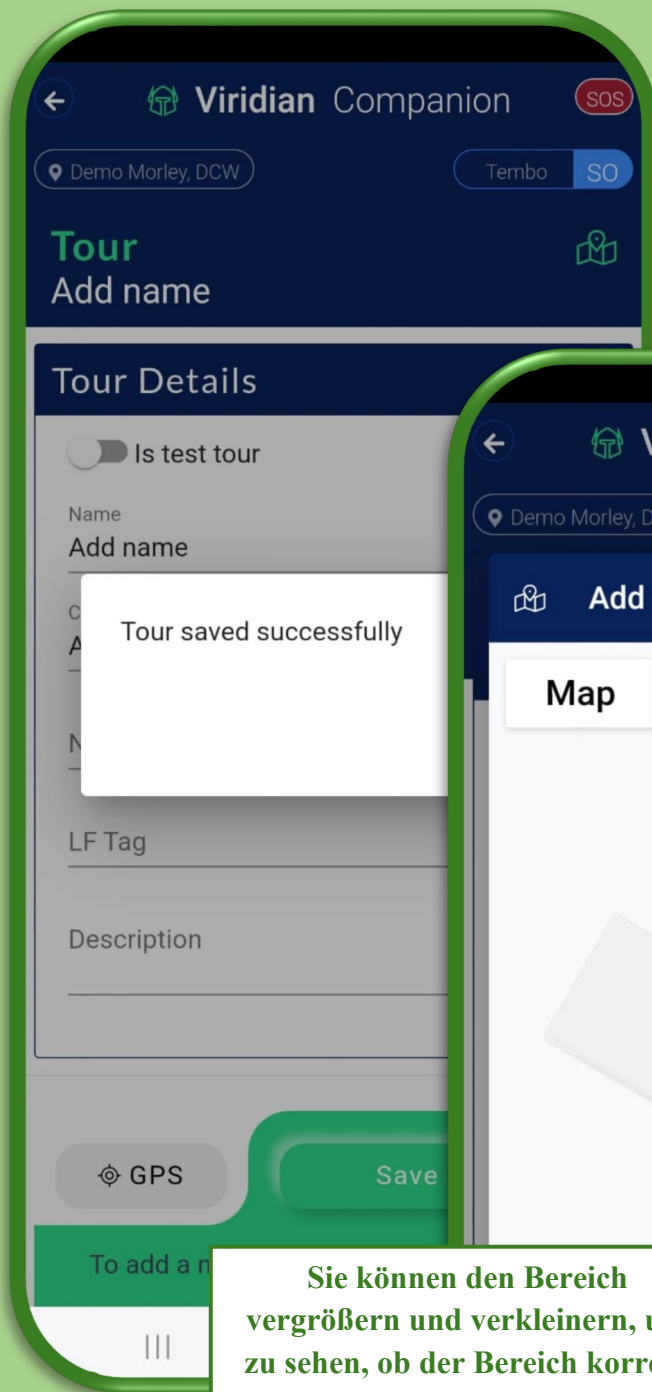 Viridian Companion
SOS
Demo Morley, DCW
Tembo
SO
Tour
Add name
Tour Details
Is test tour
Name
Add name
Tour saved successfully
LF Tag
Description
GPS
Save
To add a
Demo Morley,
Add
Map
Sie können den Bereich
vergrößern und verkleinern,
zu sehen, ob der Bereich